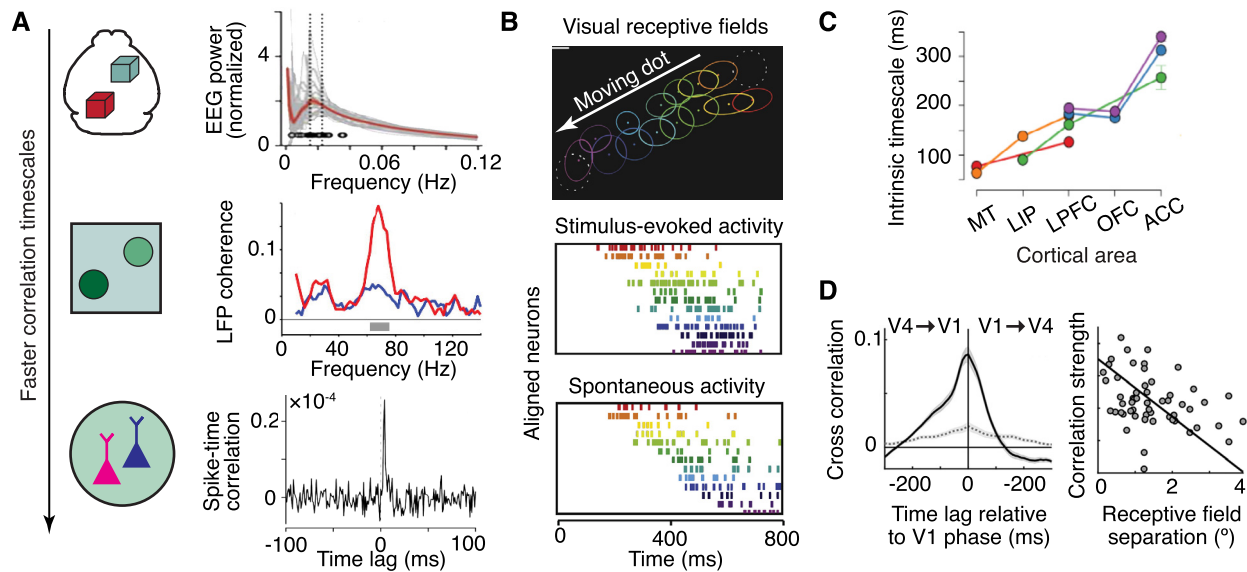 A
Faster correlation timescales
EEG power
(normalized)
4
0
0
0.06
0.12
Frequency (Hz)
LFP coherence
0.1
0
0
40
80
120
Frequency (Hz)
Spike-time
correlation
×10⁻⁴
0.2
0
-100
0
100
Time lag (ms)
B
Visual receptive fields
Moving dot
Aligned neurons
Stimulus-evoked activity
Spontaneous activity
0
400
800
Time (ms)
C
Intrinsic timescale (ms)
300
200
100
MT
LIP
LPFC
OFC
ACC
Cortical area
D
V4→V1
V1→V4
Cross correlation
0.1
0
-200
0
-200
Time lag relative
to V1 phase (ms)
Correlation strength
0
2
4
Receptive field
separation (º)